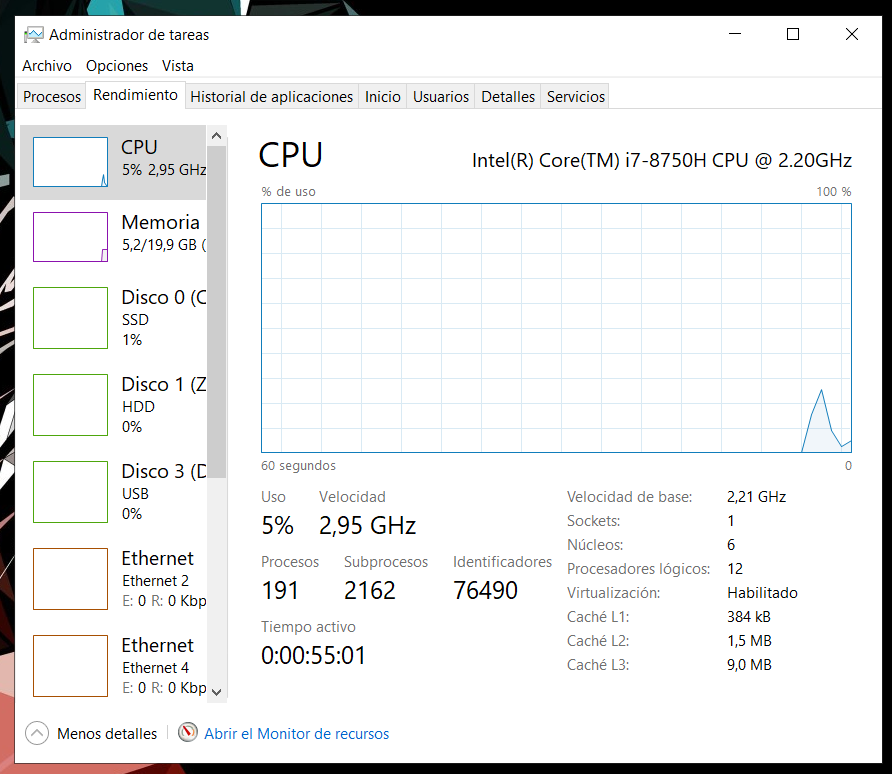 Administrador de tareas
Archivo Opciones Vista
Procesos Rendimiento Historial de aplicaciones Inicio Usuarios Detalles Servicios
CPU
5% 2,95 GHz
Memoria
5,2/19,9 GB (
Disco 0 (C
SSD
1%
Disco 1 (Z
HDD
0%
Disco 3 (D
USB
0%
Ethernet
Ethernet 2
E: 0 R: 0 Kbp
Ethernet
Ethernet 4
E: 0 R: 0 Kbp
CPU
Intel(R) Core(TM) i7-8750H CPU @ 2.20GHz
% de uso 100 %
60 segundos 0
Uso Velocidad
5% 2,95 GHz
Procesos Subprocesos Identificadores
191 2162 76490
Tiempo activo
0:00:55:01
Velocidad de base: 2,21 GHz
Sockets: 1
Núcleos: 6
Procesadores lógicos: 12
Virtualización: Habilitado
Caché L1: 384 kB
Caché L2: 1,5 MB
Caché L3: 9,0 MB
Menos detalles Abrir el Monitor de recursos